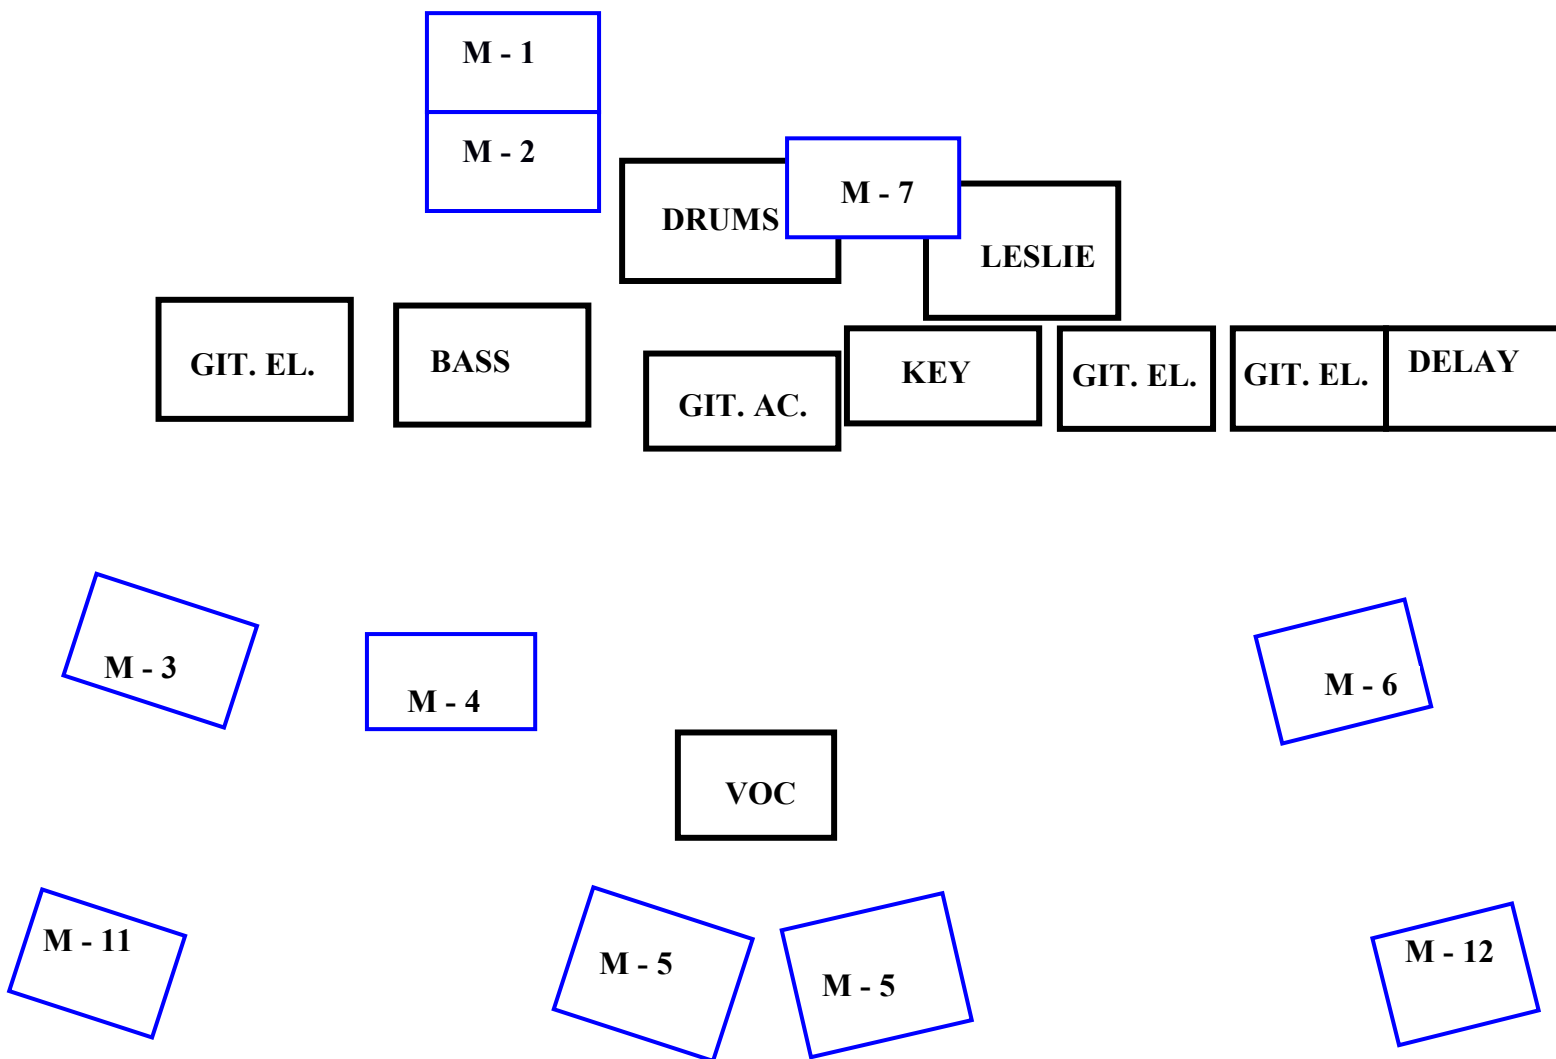 M - 1
M - 2
M - 7
DRUMS
LESLIE
GIT. EL.
BASS
GIT. AC.
KEY
GIT. EL.
GIT. EL.
DELAY
M - 3
M - 4
M - 6
VOC
M - 11
M - 5
M - 5
M - 12